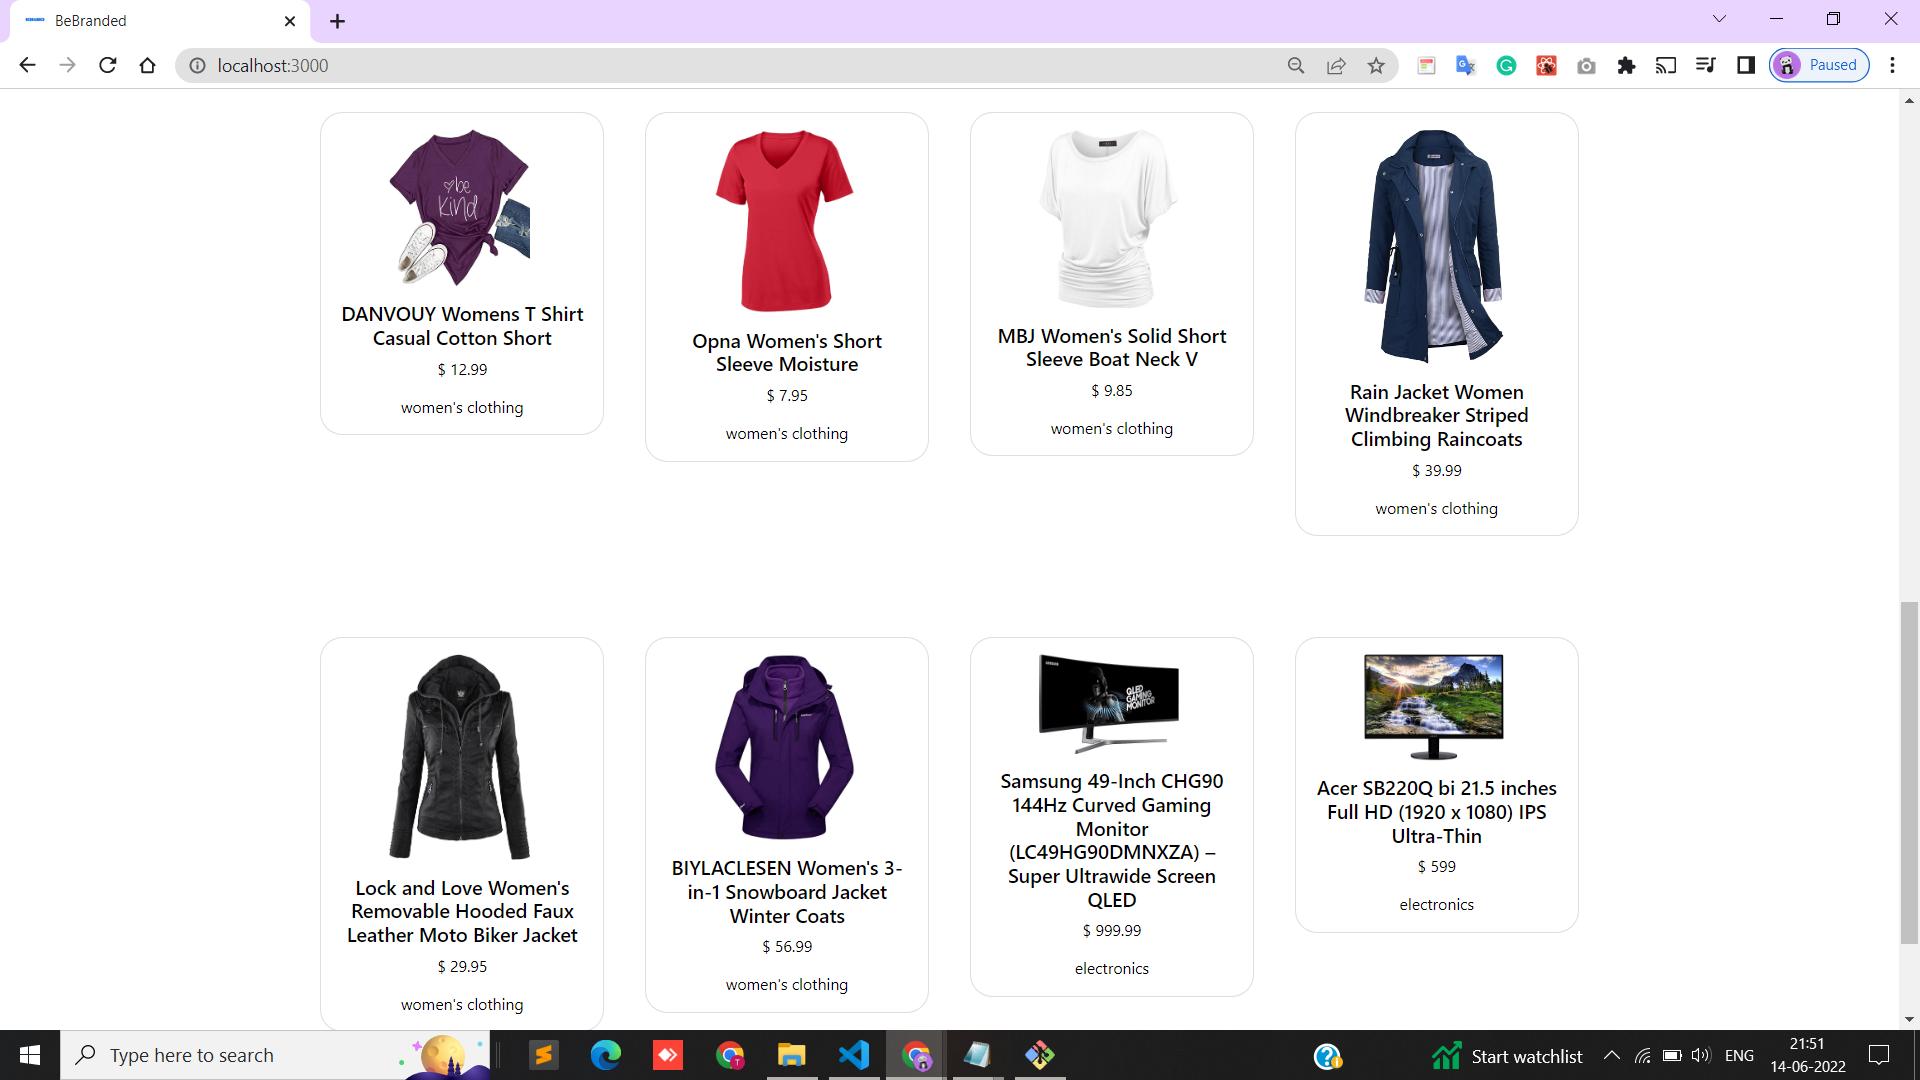 BeBranded
localhost:3000
Paused
be
kind
DANVOUY Womens T Shirt
Casual Cotton Short
$ 12.99
women's clothing
Opna Women's Short
Sleeve Moisture
$ 7.95
women's clothing
MBJ Women's Solid Short
Sleeve Boat Neck V
$ 9.85
women's clothing
Rain Jacket Women
Windbreaker Striped
Climbing Raincoats
$ 39.99
women's clothing
Lock and Love Women's
Removable Hooded Faux
Leather Moto Biker Jacket
$ 29.95
women's clothing
BIYLACLESEN Women's 3-
in-1 Snowboard Jacket
Winter Coats
$ 56.99
women's clothing
SAMSUNG
QLED
GAMING
MONITOR
Samsung 49-Inch CHG90
144Hz Curved Gaming
Monitor
(LC49HG90DMNXZA) –
Super Ultrawide Screen
QLED
$ 999.99
electronics
Acer SB220Q bi 21.5 inches
Full HD (1920 x 1080) IPS
Ultra-Thin
$ 599
electronics
Type here to search
Start watchlist
ENG
21:51
14-06-2022